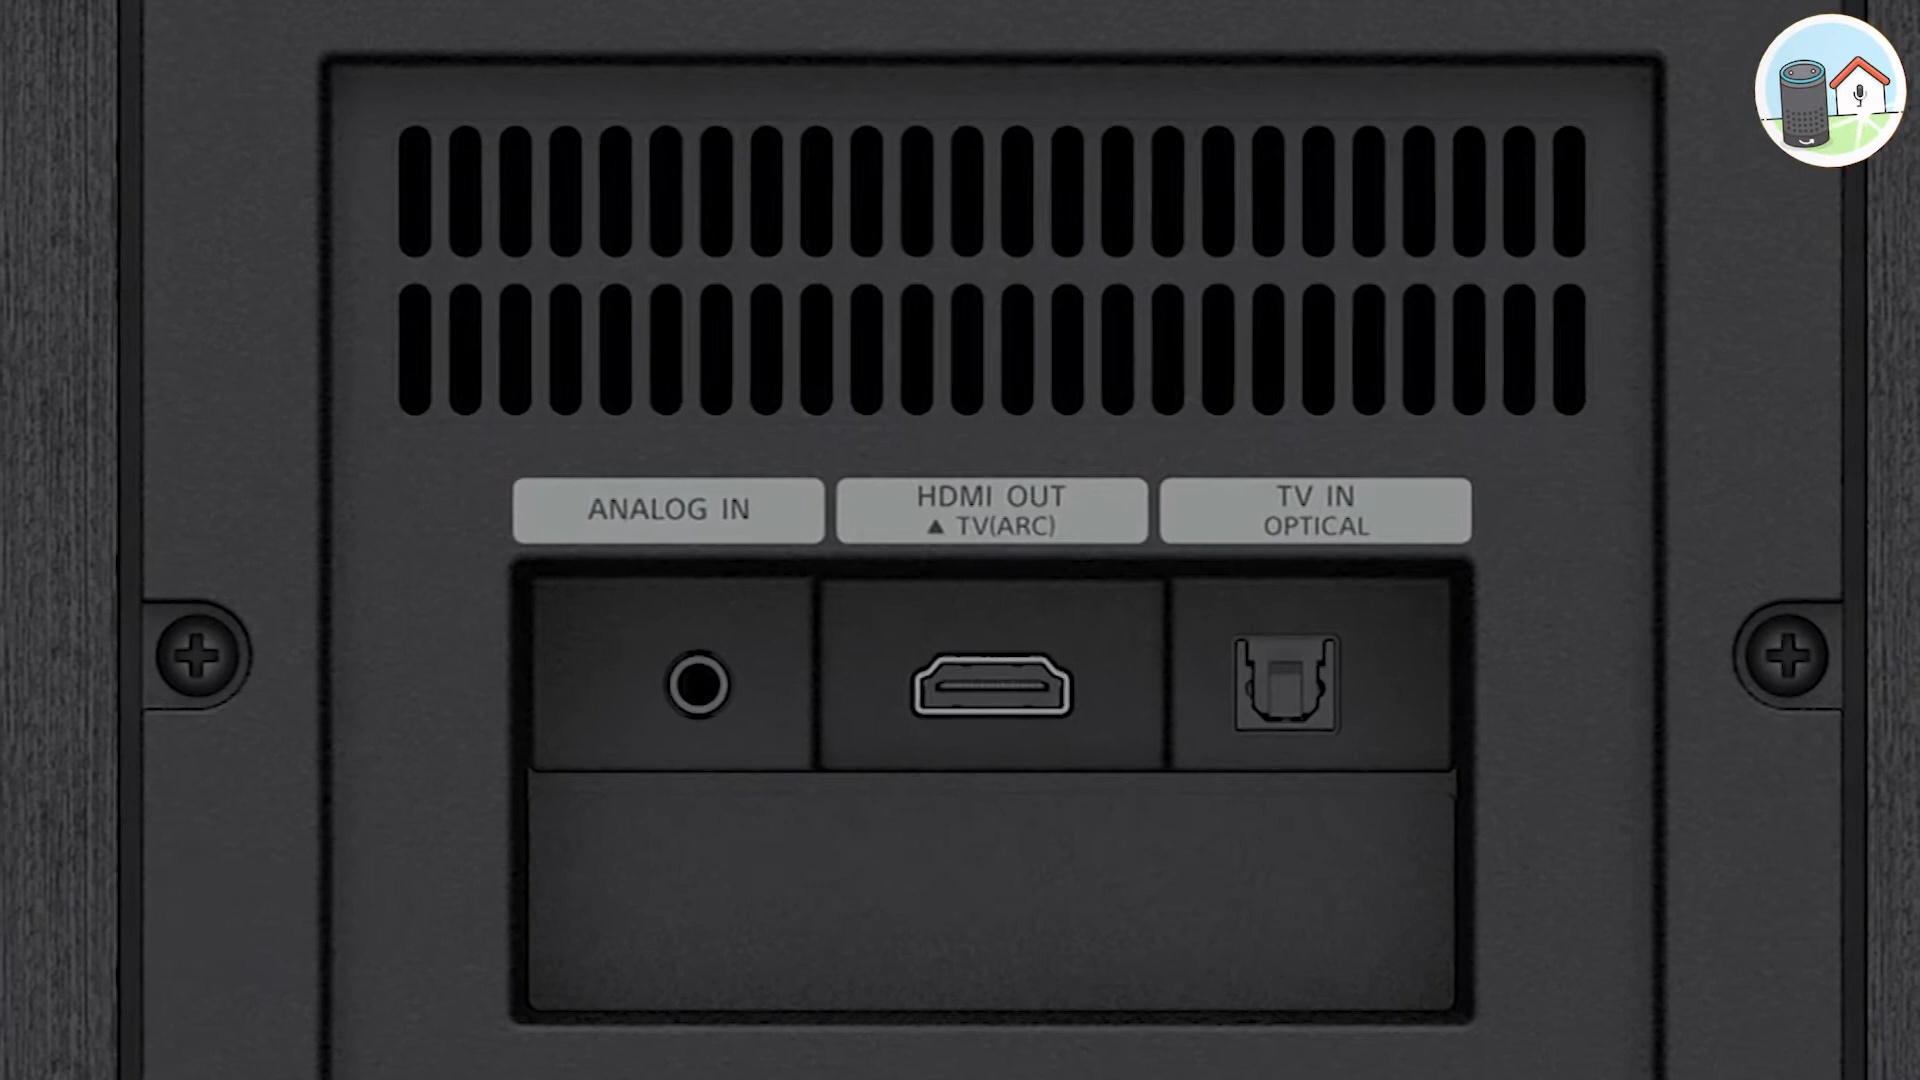 ANALOG IN
HDMI OUT
▲ TV(ARC)
TV IN
OPTICAL